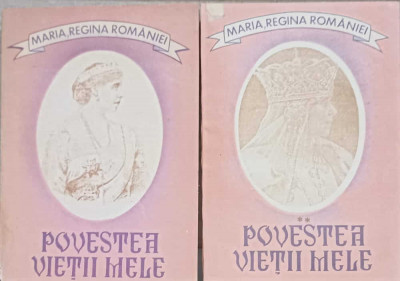 MARIA, REGINA ROMÂNIEI
POVESTEA
VIEȚII MELE
MARIA, REGINA ROMÂNIEI
**
POVESTEA
VIEȚII MELE